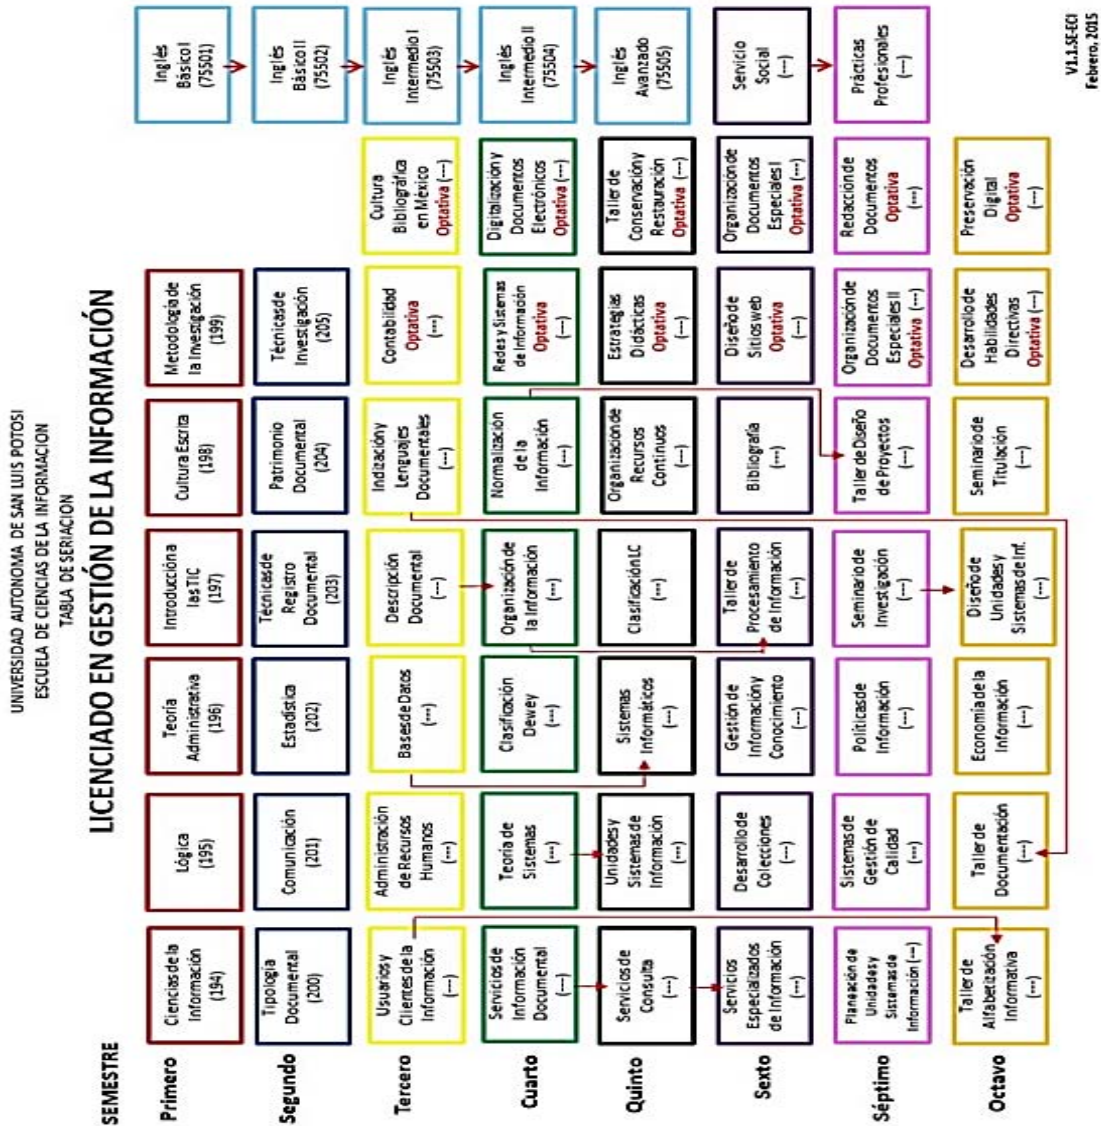 UNIVERSIDAD AUTONOMA DE SAN LUIS POTOSI
ESCUELA DE CIENCIAS DE LA INFORMACION
TABLA DE SERIACION
LICENCIADO EN GESTIÓN DE LA INFORMACIÓN
SEMESTRE
Primero
Ciencias de la
Información
(194)
Lógica
(195)
Teoría
Administrativa
(196)
Introducción a
las TIC
(197)
Cultura Escrita
(198)
Metodología de
la Investigación
(199)
Inglés
Básico I
(75501)
Segundo
Tipología
Documental
(200)
Comunicación
(201)
Estadística
(202)
Técnicas de
Registro
Documental
(203)
Patrimonio
Documental
(204)
Técnicas de
Investigación
(205)
Inglés
Básico II
(75502)
Tercero
Usuarios y
Clientes de la
Información
(---)
Administración
de Recursos
Humanos
(---)
Bases de Datos
(---)
Descripción
Documental
(---)
Indización y
Lenguajes
Documentales
(---)
Contabilidad
Optativa
(---)
Cultura
Bibliográfica
en México
Optativa (---)
Inglés
Intermedio I
(75503)
Cuarto
Servicios de
Información
Documental
(---)
Teoría de
Sistemas
(---)
Clasificación
Dewey
(---)
Organización de
la Información
(---)
Normalización
de la
Información
(---)
Redes y Sistemas
de Información
Optativa
(---)
Digitalización y
Documentos
Electrónicos
Optativa (---)
Inglés
Intermedio II
(75504)
Quinto
Servicios de
Consulta
(---)
Unidades y
Sistemas de
Información
(---)
Sistemas
Informáticos
(---)
Clasificación LC
(---)
Organización de
Recursos
Continuos
(---)
Estrategias
Didácticas
Optativa
(---)
Taller de
Conservación y
Restauración
Optativa (---)
Inglés
Avanzado
(75505)
Sexto
Servicios
Especializados
de Información
(---)
Desarrollo de
Colecciones
(---)
Gestión de
Información y
Conocimiento
(---)
Taller de
Procesamiento
de Información
(---)
Bibliografía
(---)
Diseño de
Sitios web
Optativa
(---)
Organización de
Documentos
Especiales I
Optativa (---)
Servicio
Social
(---)
Séptimo
Planeación de
Unidades y
Sistemas de
Información (---)
Sistemas de
Gestión de
Calidad
(---)
Políticas de
Información
(---)
Seminario de
Investigación
(---)
Taller de Diseño
de Proyectos
(---)
Organización de
Documentos
Especiales II
Optativa (---)
Redacción de
Documentos
Optativa
(---)
Prácticas
Profesionales
(---)
Octavo
Taller de
Alfabetización
Informativa
(---)
Taller de
Documentación
(---)
Economía de la
Información
(---)
Diseño de
Unidades y
Sistemas de Inf.
(---)
Seminario de
Titulación
(---)
Desarrollo de
Habilidades
Directivas
Optativa (---)
Preservación
Digital
Optativa
(---)
V1.1.SE-ECI
Febrero, 2015